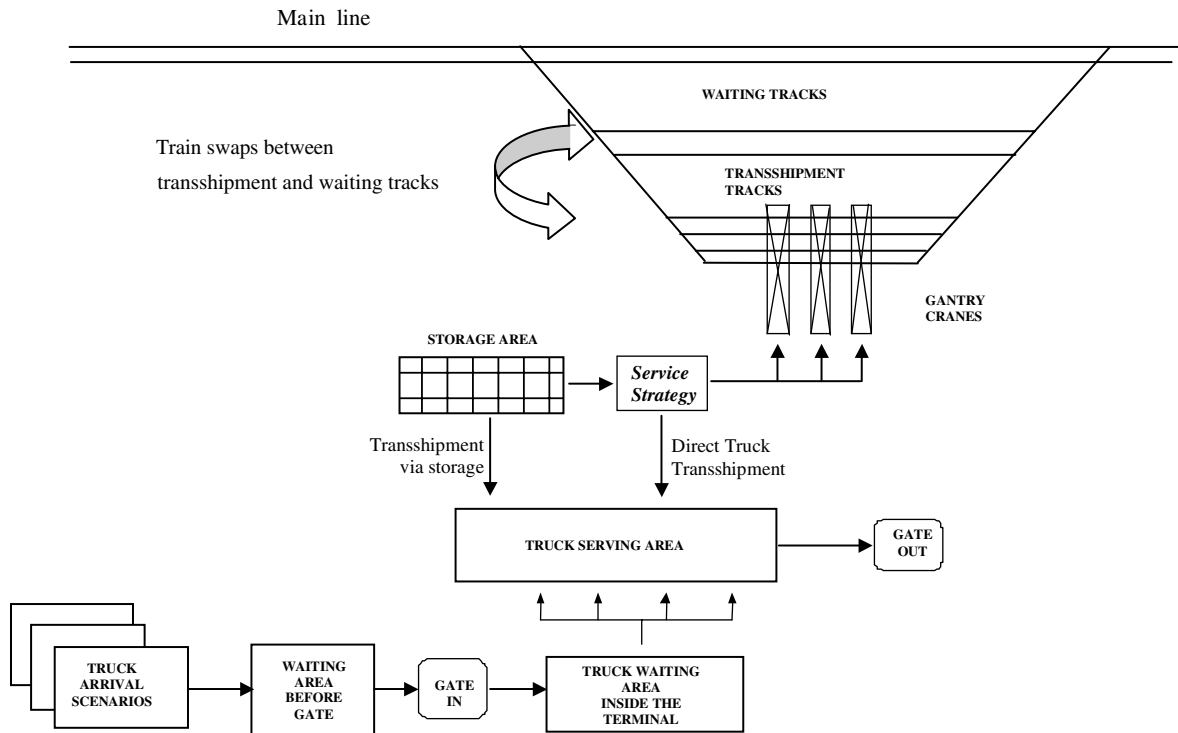 Main line
WAITING TRACKS
Train swaps between
transshipment and waiting tracks
TRANSSHIPMENT
TRACKS
GANTRY
CRANES
STORAGE AREA
Service
Strategy
Transshipment
via storage
Direct Truck
Transshipment
TRUCK SERVING AREA
GATE
OUT
TRUCK
ARRIVAL
SCENARIOS
WAITING
AREA
BEFORE
GATE
GATE
IN
TRUCK WAITING
AREA
INSIDE THE
TERMINAL